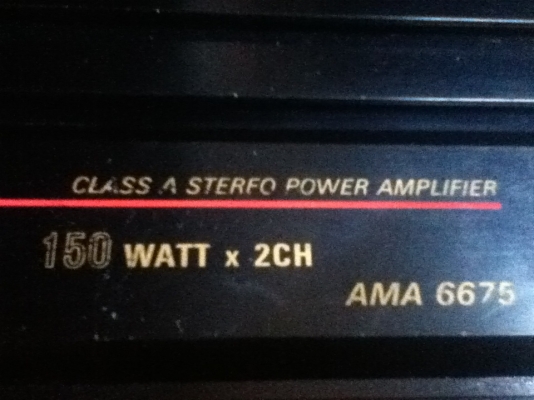 CLASS A STEREO POWER AMPLIFIER
150 WATT x 2CH
AMA 6675